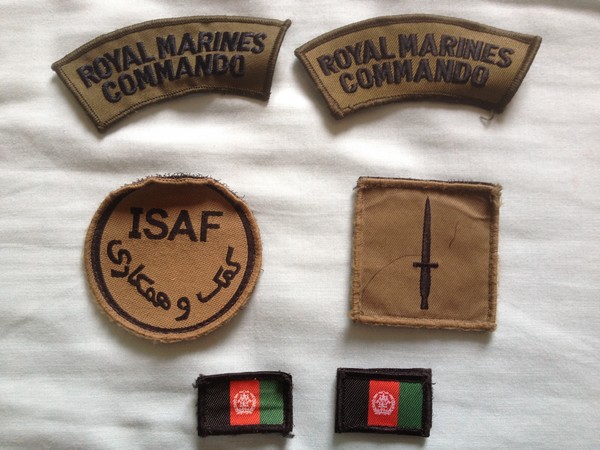 ROYAL MARINES
COMMANDO
ROYAL MARINES
COMMANDO
ISAF
کمک و همکاری